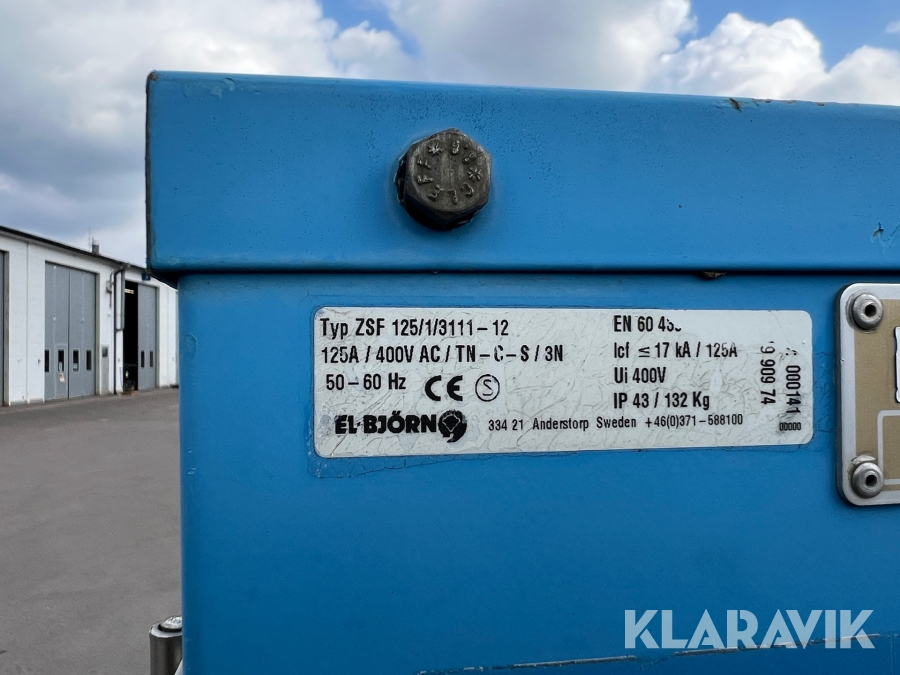 Typ ZSF 125/1/3111-12
125A / 400V AC / TN-C-S / 3N
50-60 Hz CE S
EL-BJÖRN
EN 60 43
Icf ≤ 17 kA / 125A
Ui 400V
IP 43 / 132 Kg
334 21 Anderstorp Sweden +46(0)371-588100
9 909 74
000141
00000
KLARAVIK